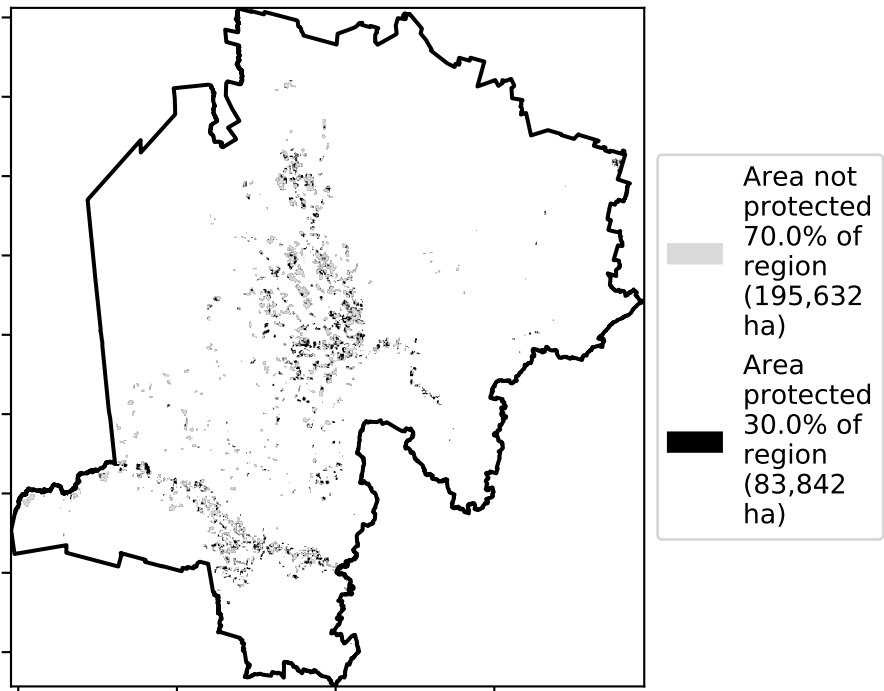 Area not
protected
70.0% of
region
(195,632
ha)
Area
protected
30.0% of
region
(83,842
ha)